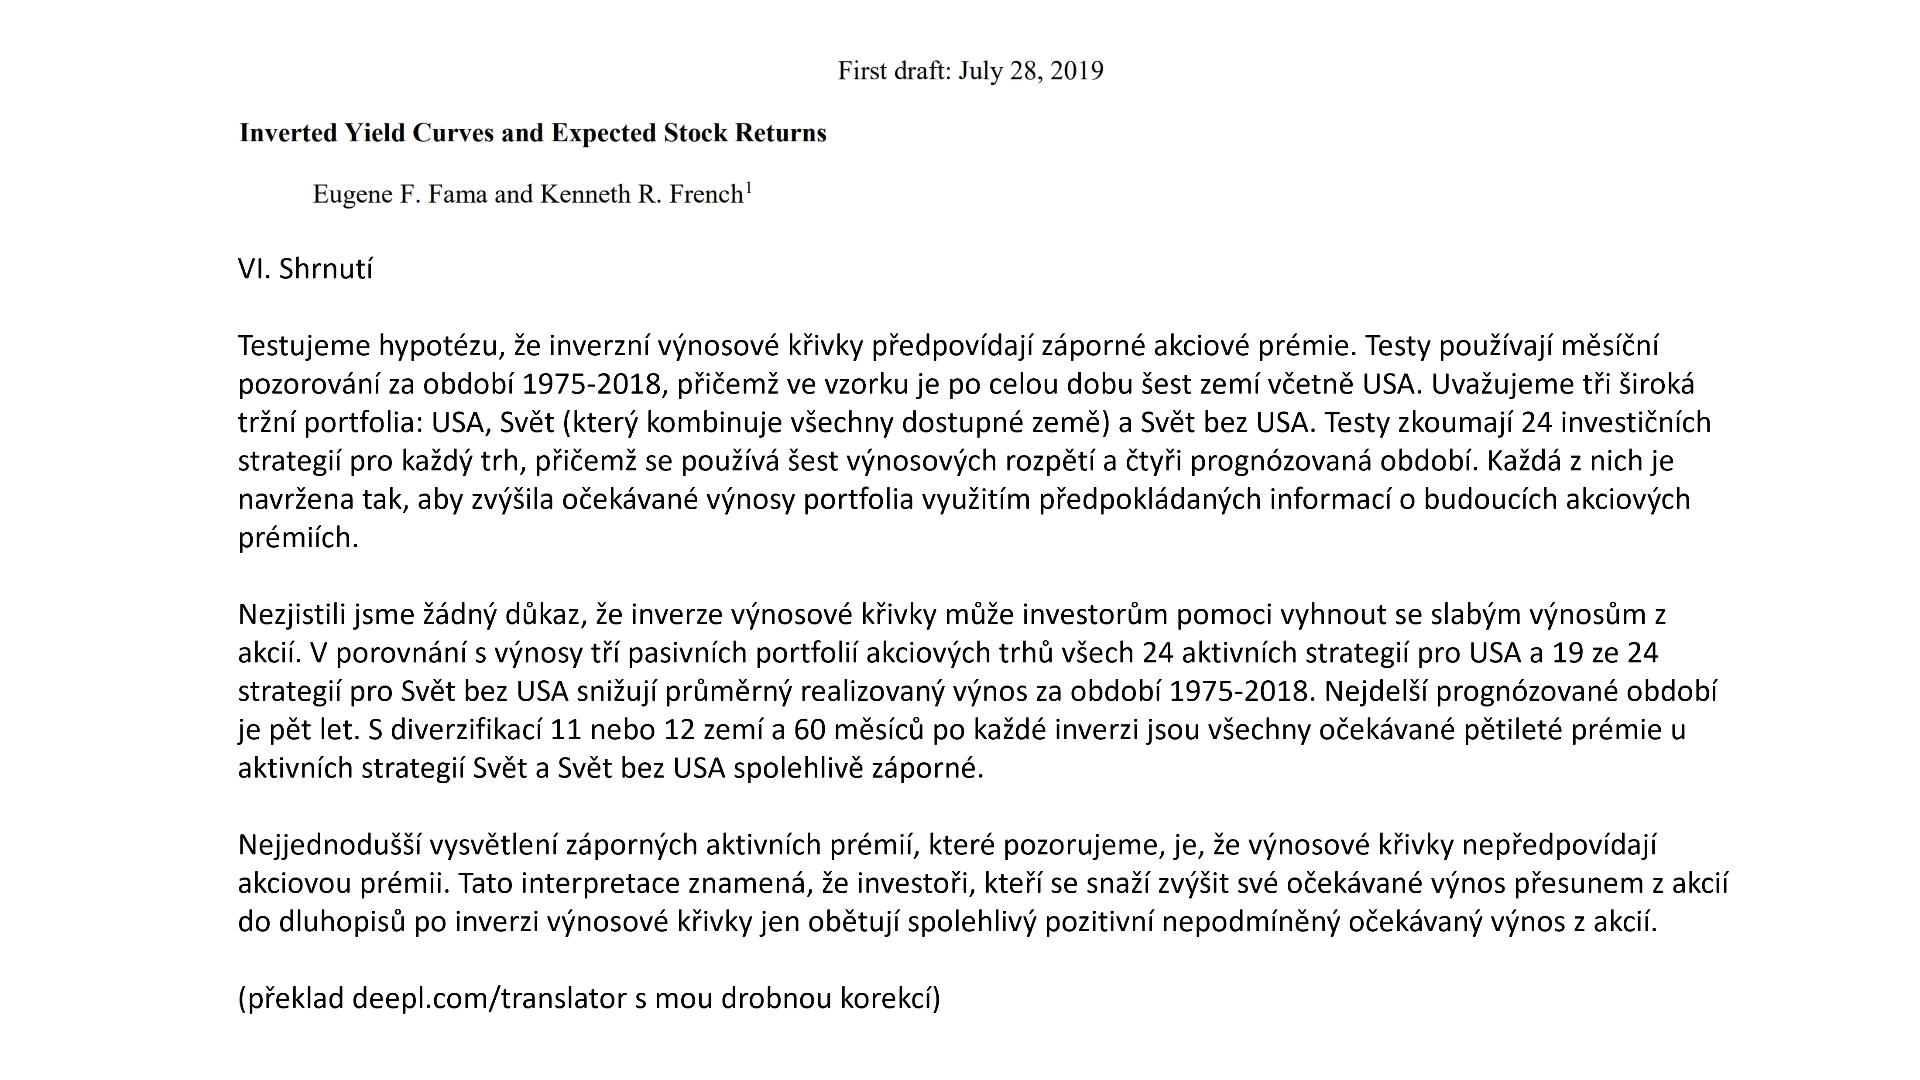 First draft: July 28, 2019
Inverted Yield Curves and Expected Stock Returns
Eugene F. Fama and Kenneth R. French¹
VI. Shrnutí
Testujeme hypotézu, že inverzní výnosové křivky předpovídají záporné akciové prémie. Testy používají měsíční
pozorování za období 1975-2018, přičemž ve vzorku je po celou dobu šest zemí včetně USA. Uvažujeme tři široká
tržní portfolia: USA, Svět (který kombinuje všechny dostupné země) a Svět bez USA. Testy zkoumají 24 investičních
strategií pro každý trh, přičemž se používá šest výnosových rozpětí a čtyři prognózovaná období. Každá z nich je
navržena tak, aby zvýšila očekávané výnosy portfolia využitím předpokládaných informací o budoucích akciových
prémiích.
Nezjistili jsme žádný důkaz, že inverze výnosové křivky může investorům pomoci vyhnout se slabým výnosům z
akcií. V porovnání s výnosy tří pasivních portfolií akciových trhů všech 24 aktivních strategií pro USA a 19 ze 24
strategií pro Svět bez USA snižují průměrný realizovaný výnos za období 1975-2018. Nejdelší prognózované období
je pět let. S diverzifikací 11 nebo 12 zemí a 60 měsíců po každé inverzi jsou všechny očekávané pětileté prémie u
aktivních strategií Svět a Svět bez USA spolehlivě záporné.
Nejjednodušší vysvětlení záporných aktivních prémií, které pozorujeme, je, že výnosové křivky nepředpovídají
akciovou prémii. Tato interpretace znamená, že investoři, kteří se snaží zvýšit své očekávané výnos přesunem z akcií
do dluhopisů po inverzi výnosové křivky jen obětují spolehlivý pozitivní nepodmíněný očekávaný výnos z akcií.
(překlad deepl.com/translator s mou drobnou korekcí)